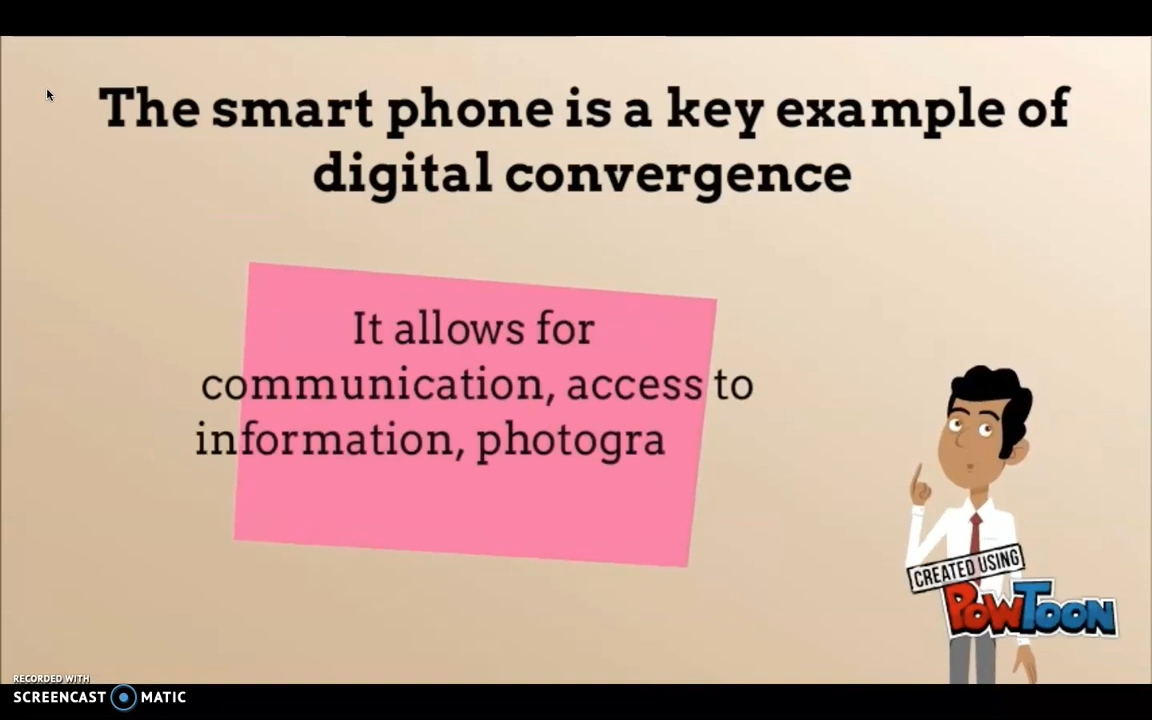 The smart phone is a key example of
digital convergence
It allows for
communication, access to
information, photogra
CREATED USING
POWTOON
RECORDED WITH
SCREENCAST MATIC